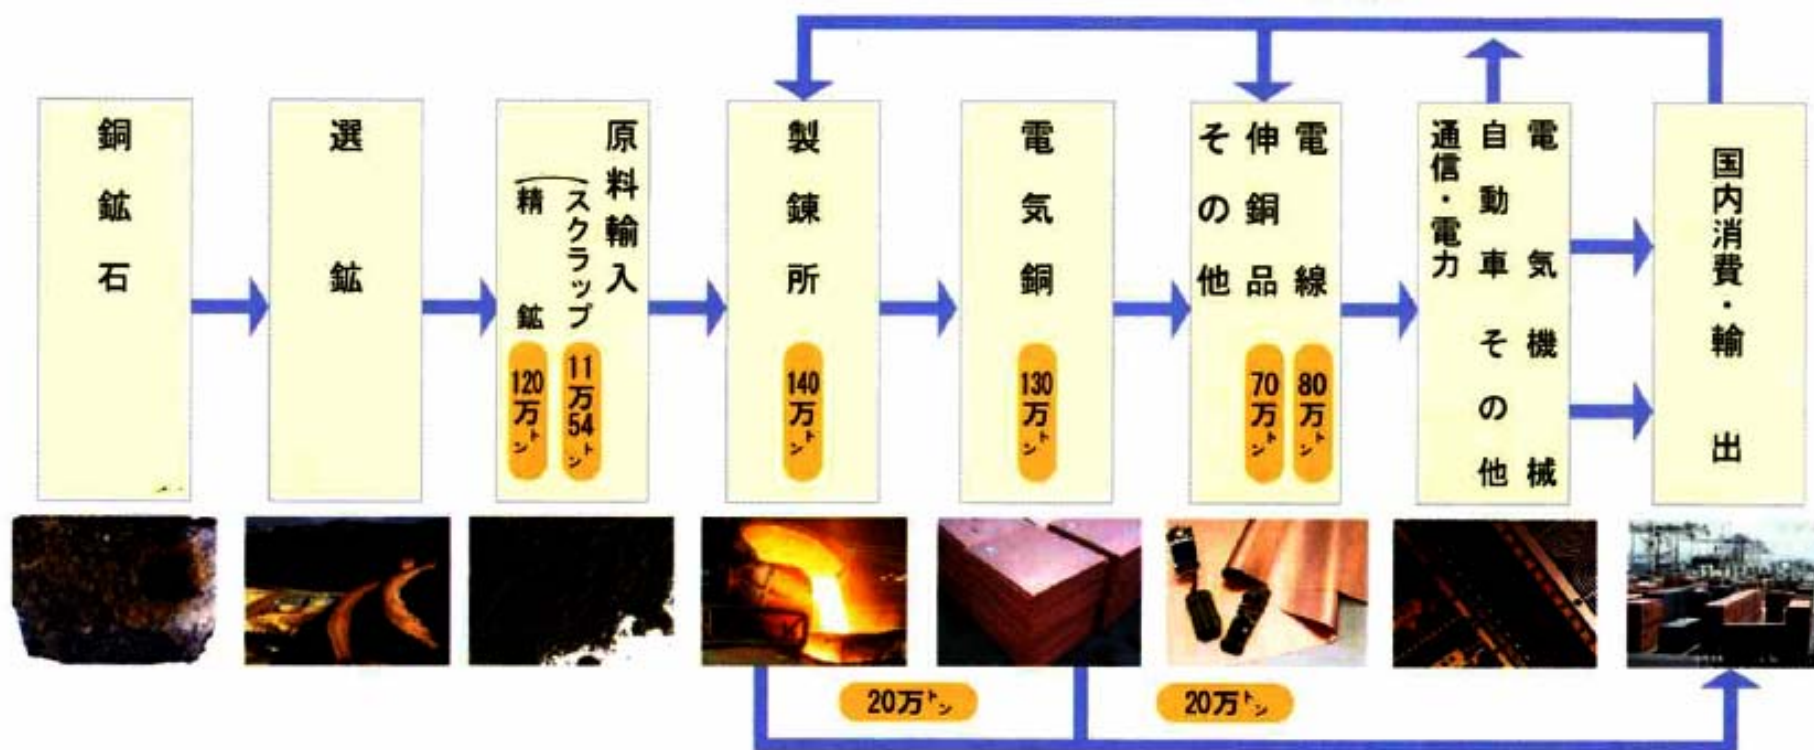 銅鉱石
選鉱
原料輸入
(スクラップ 11万54トン
精鉱 120万トン
製錬所
140万トン
電気銅
130万トン
電線 80万トン
伸銅品 70万トン
その他
電気機械
自動車その他
通信・電力
国内消費・輸出
20万トン
20万トン